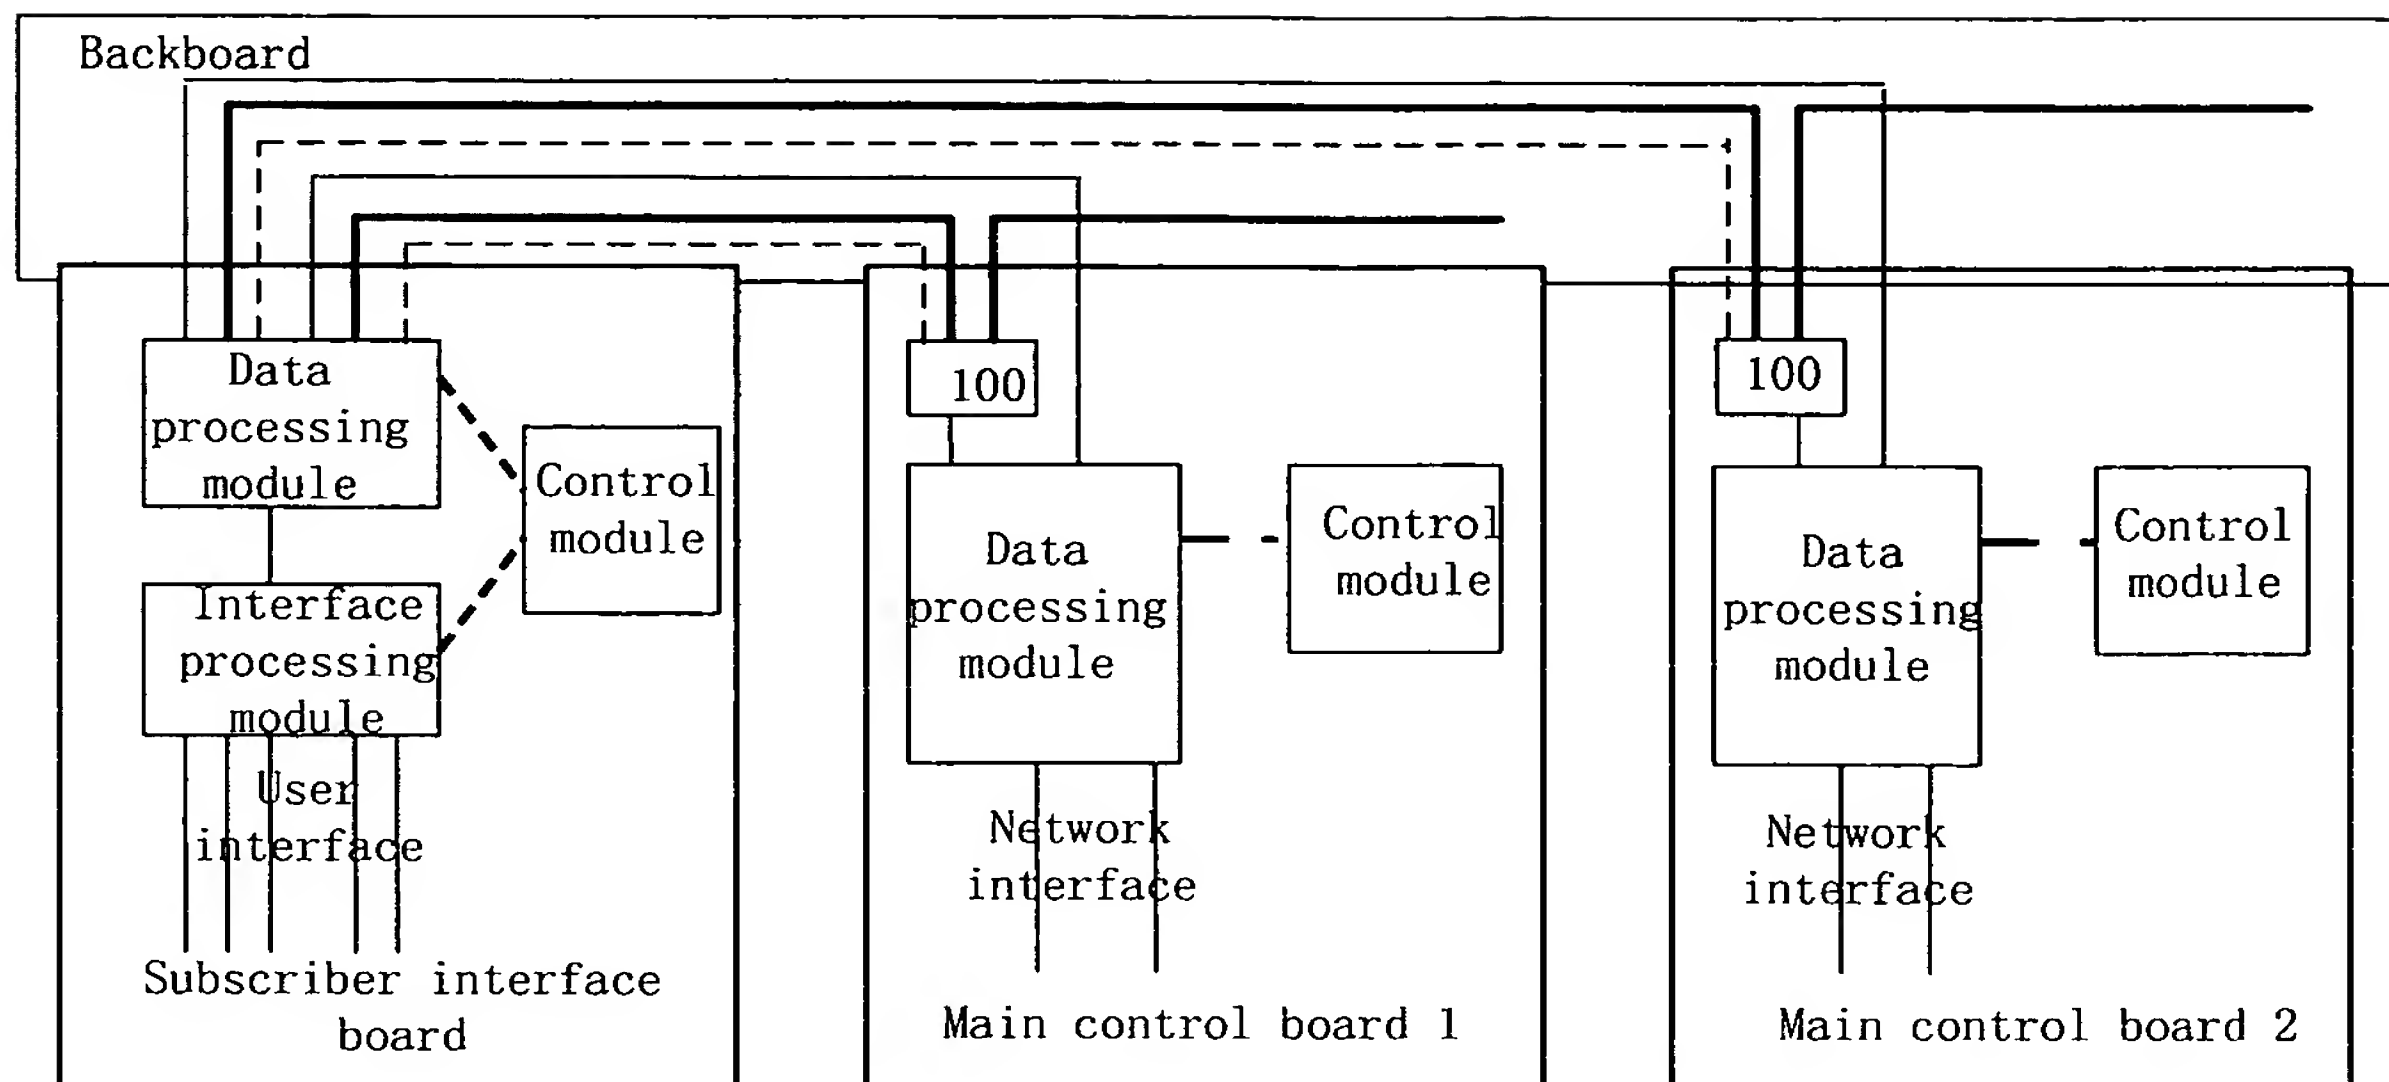 Backboard
Data
processing
module
Control
module
Interface
processing
module
User
interface
Subscriber interface
board
100
Data
processing
module
Control
module
Network
interface
Main control board 1
100
Data
processing
module
Control
module
Network
interface
Main control board 2